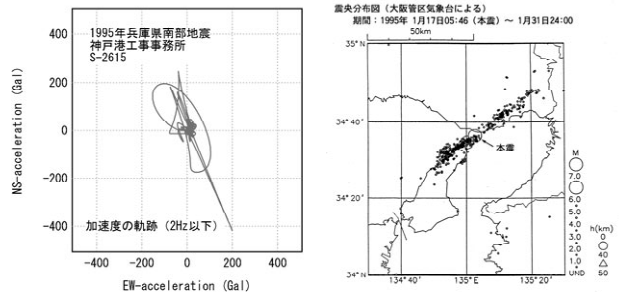 1995年兵庫県南部地震
神戸港工事事務所
S-2615
NS-acceleration (Gal)
400
200
0
-200
-400
加速度の軌跡（2Hz以下）
-400
-200
0
200
400
EW-acceleration (Gal)
震央分布図（大阪管区気象台による）
期間：1995年 1月17日05:46（本震）～ 1月31日24:00
50km
35°N
34°40'
34°20'
34°N
134°40'
135°E
135°20'
本震
M
7.0
6.0
5.0
4.0
3.0
2.0
1.0
UND
h(km)
0
40
50